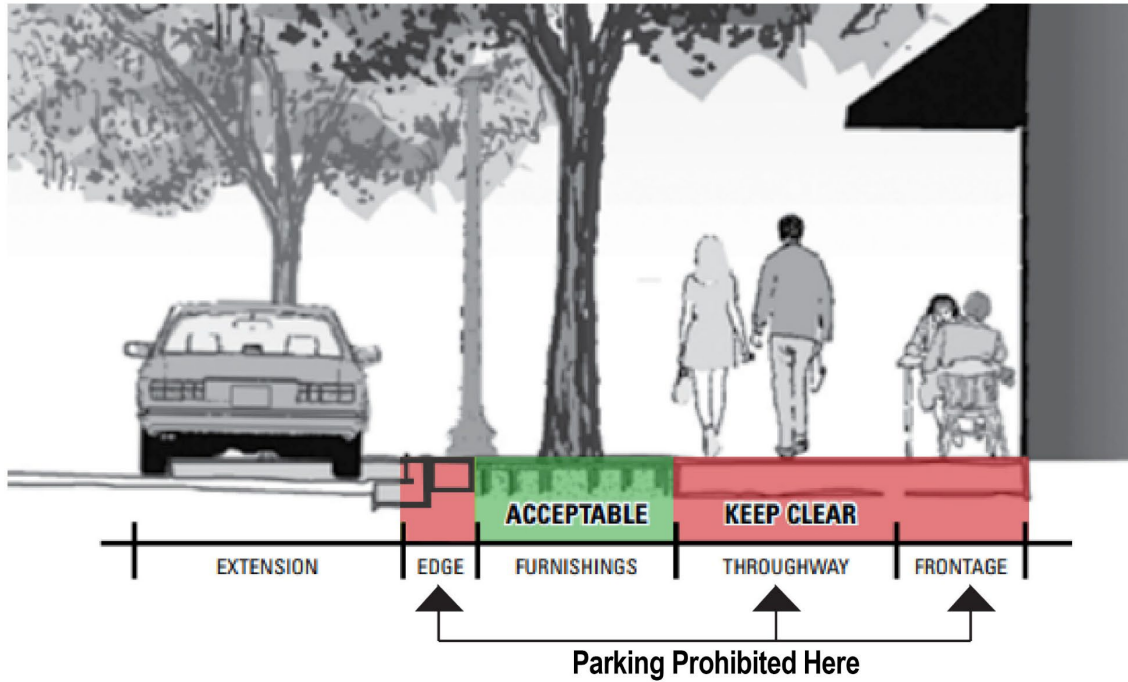 ACCEPTABLE KEEP CLEAR
EXTENSION EDGE FURNISHINGS THROUGHWAY FRONTAGE
Parking Prohibited Here